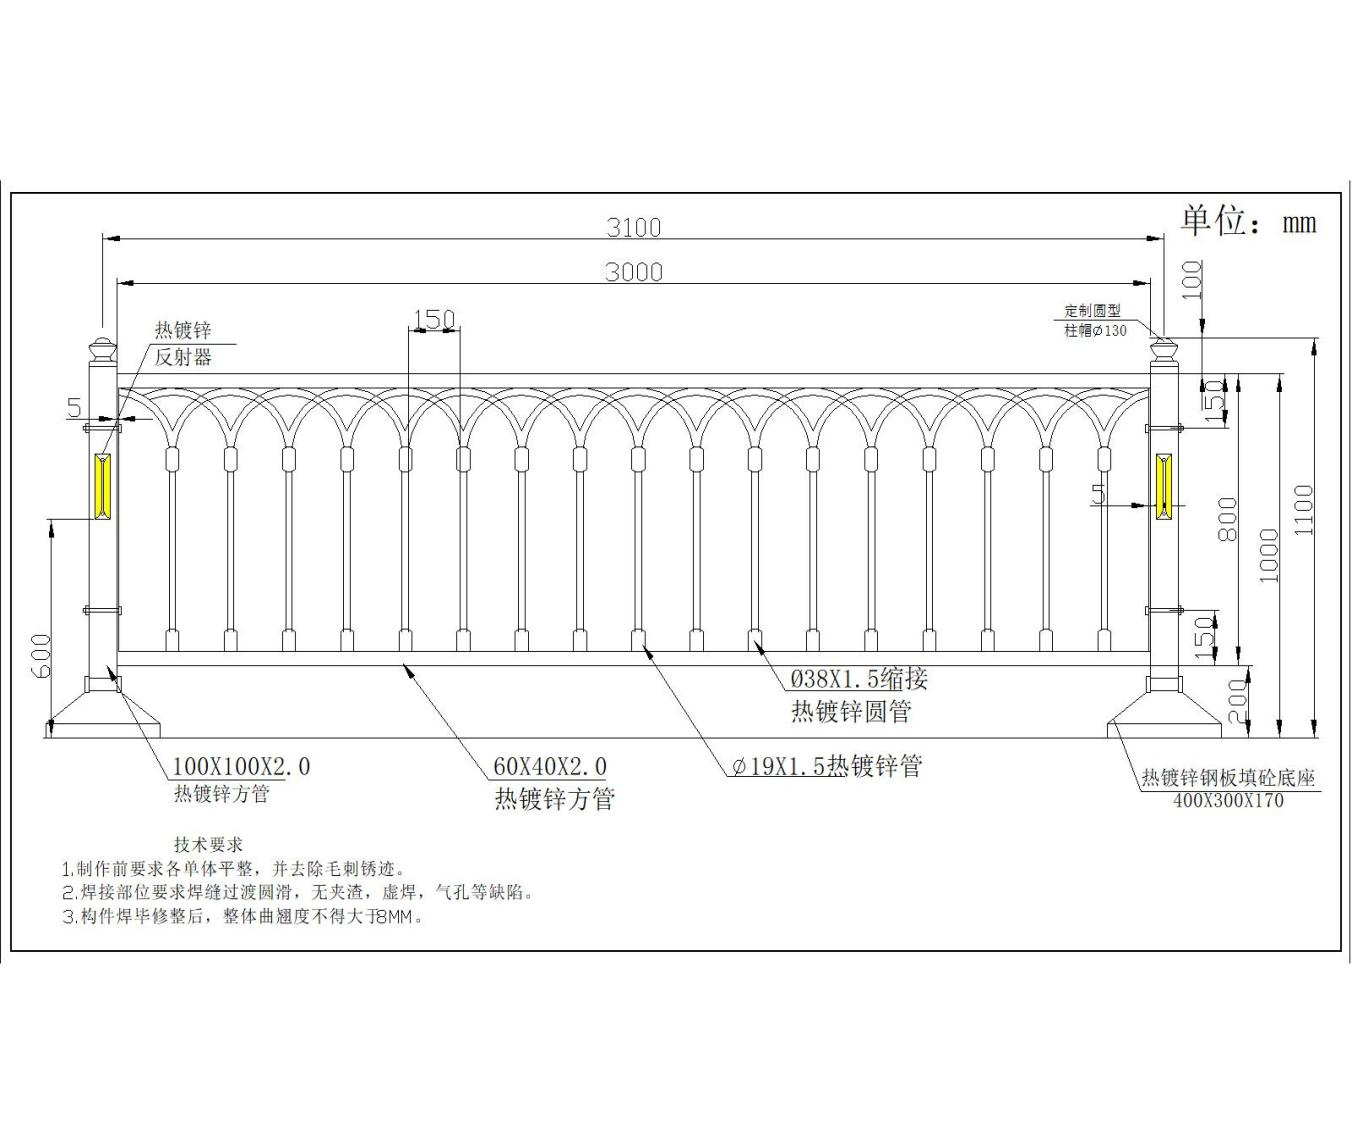 3100
单位: mm
3000
100
150
定制圆型
柱帽Ø130
热镀锌
反射器
5
150
5
800
1100
1000
600
150
200
Ø38X1.5缩接
热镀锌圆管
100X100X2.0
热镀锌方管
60X40X2.0
热镀锌方管
Ø19X1.5热镀锌管
热镀锌钢板填砼底座
400X300X170
技术要求
1.制作前要求各单体平整，并去除毛刺锈迹。
2.焊接部位要求焊缝过渡圆滑，无夹渣，虚焊，气孔等缺陷。
3.构件焊毕修整后，整体曲翘度不得大于8MM。